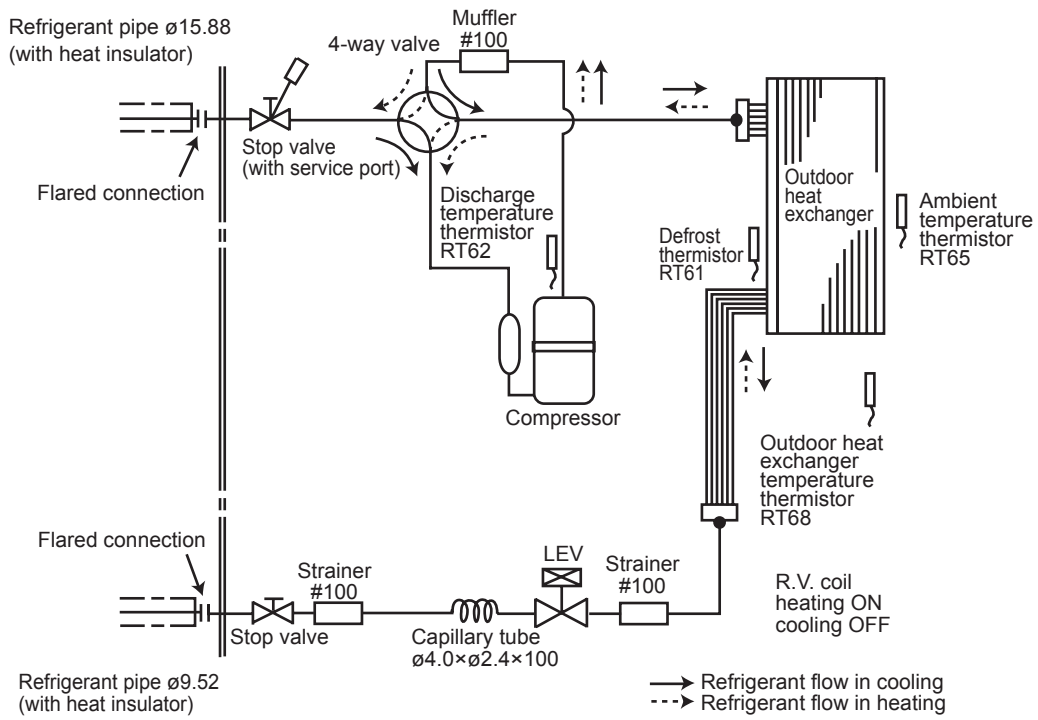 Refrigerant pipe ø15.88
(with heat insulator)
4-way valve
Muffler
#100
Stop valve
(with service port)
Flared connection
Discharge
temperature
thermistor
RT62
Compressor
Defrost
thermistor
RT61
Outdoor
heat
exchanger
Ambient
temperature
thermistor
RT65
Outdoor heat
exchanger
temperature
thermistor
RT68
Flared connection
Strainer
#100
Stop valve
Capillary tube
ø4.0×ø2.4×100
LEV
Strainer
#100
R.V. coil
heating ON
cooling OFF
Refrigerant pipe ø9.52
(with heat insulator)
Refrigerant flow in cooling
Refrigerant flow in heating